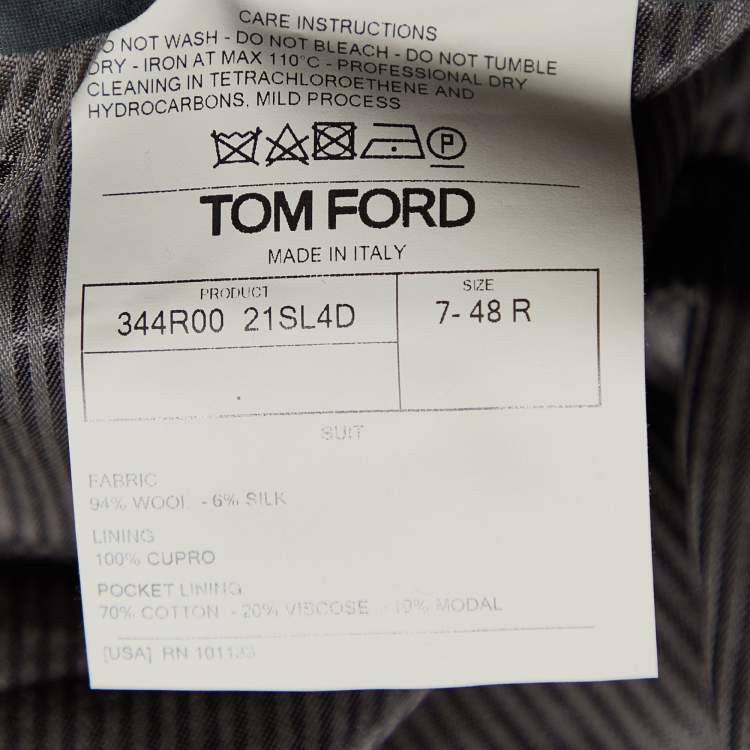 CARE INSTRUCTIONS
DO NOT WASH - DO NOT BLEACH - DO NOT TUMBLE
DRY - IRON AT MAX 110°C - PROFESSIONAL DRY
CLEANING IN TETRACHLOROETHENE AND
HYDROCARBONS, MILD PROCESS
P
TOM FORD
MADE IN ITALY
PRODUCT
344R00 21SL4D
SIZE
7- 48 R
SUIT
FABRIC
94% WOOL - 6% SILK
LINING
100% CUPRO
POCKET LINING
70% COTTON - 20% VISCOSE - 10% MODAL
[USA] RN